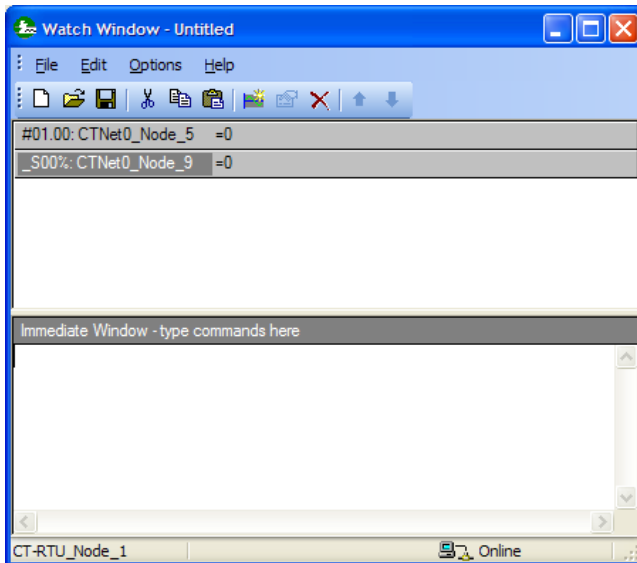 Watch Window - Untitled
File Edit Options Help
#01.00: CTNet0_Node_5 =0
_S00%: CTNet0_Node_9 =0
Immediate Window - type commands here
CT-RTU_Node_1 Online